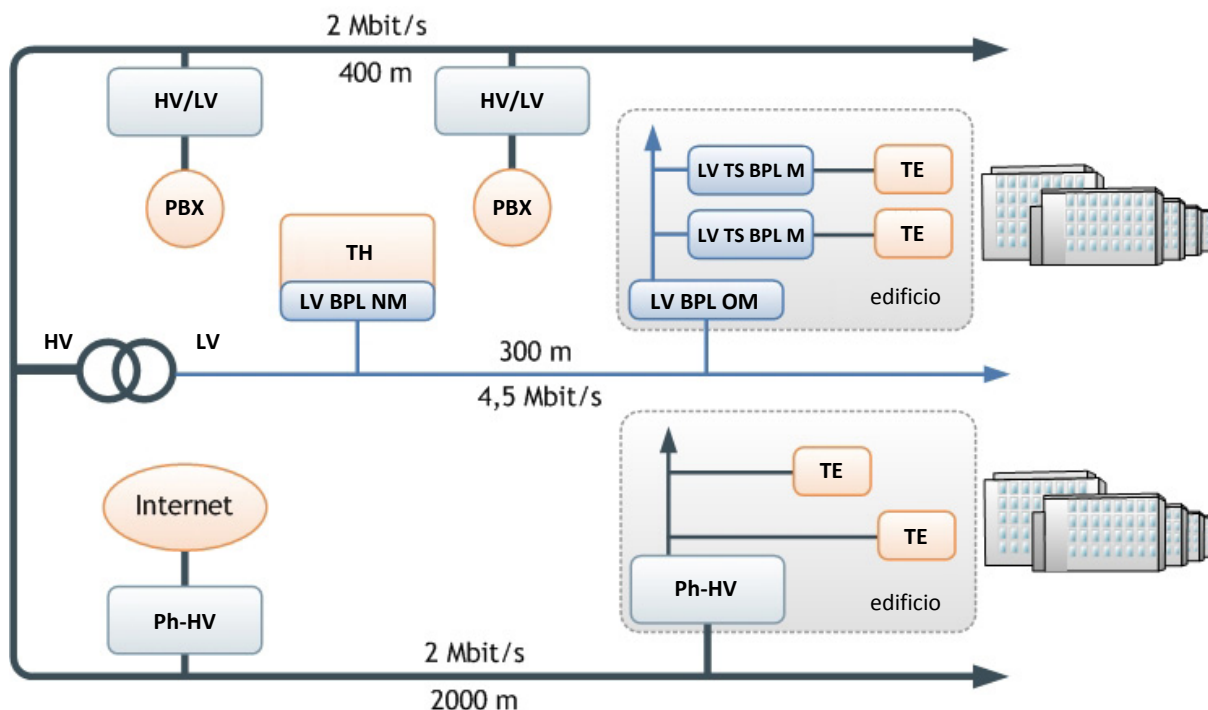 2 Mbit/s
400 m
HV/LV
HV/LV
PBX
PBX
LV TS BPL M
TE
LV TS BPL M
TE
TH
LV BPL NM
LV BPL OM
edificio
HV
LV
300 m
4,5 Mbit/s
Internet
TE
TE
Ph-HV
Ph-HV
edificio
2 Mbit/s
2000 m